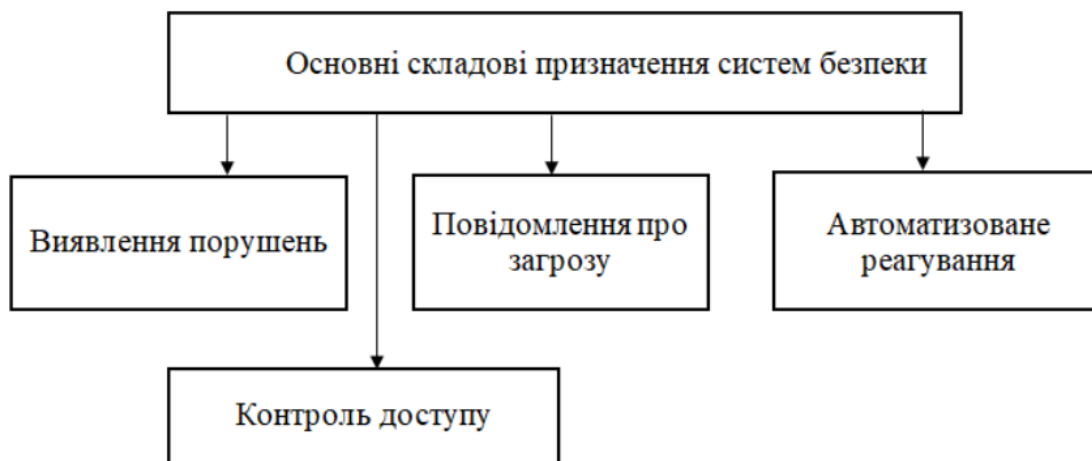 Основні складові призначення систем безпеки
Виявлення порушень
Повідомлення про
загрозу
Автоматизоване
реагування
Контроль доступу